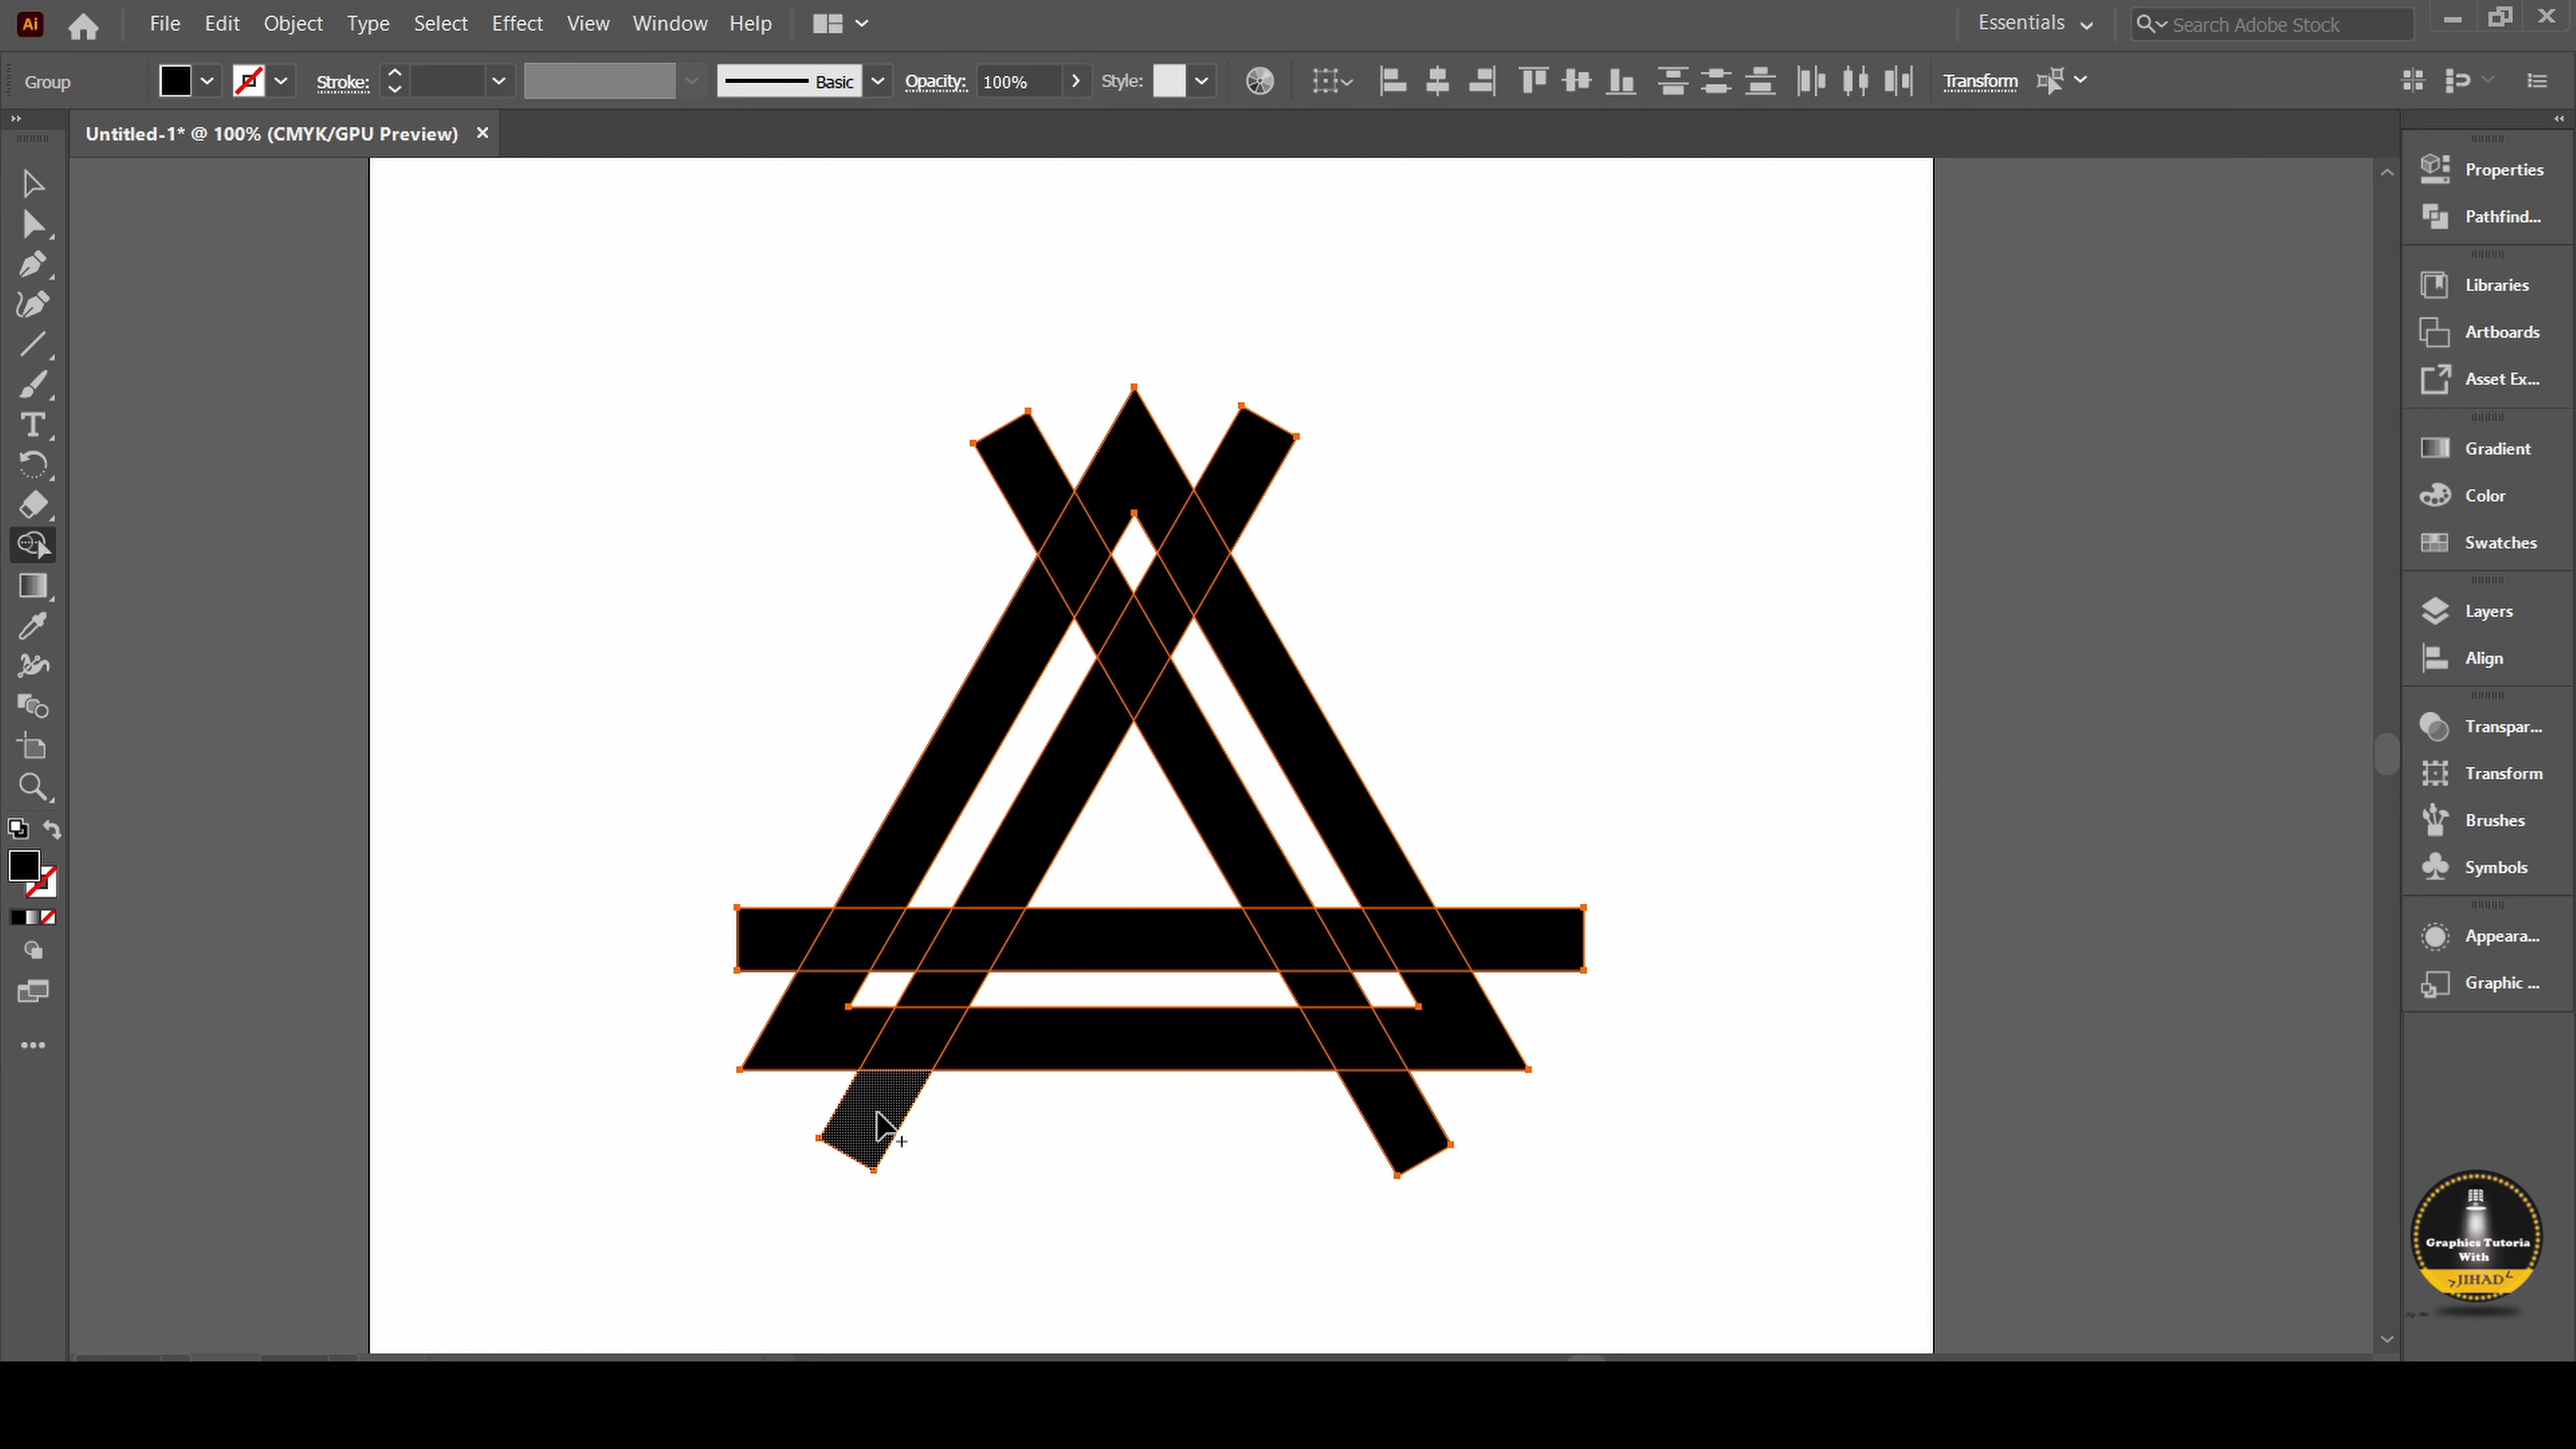 Ai File Edit Object Type Select Effect View Window Help Essentials Search Adobe Stock
Group Stroke: Basic Opacity: 100% Style: Transform
Untitled-1* @ 100% (CMYK/GPU Preview)
Properties
Pathfind...
Libraries
Artboards
Asset Ex...
Gradient
Color
Swatches
Layers
Align
Transpar...
Transform
Brushes
Symbols
Appeara...
Graphic ...
Graphics Tutoria
With
JIHAD